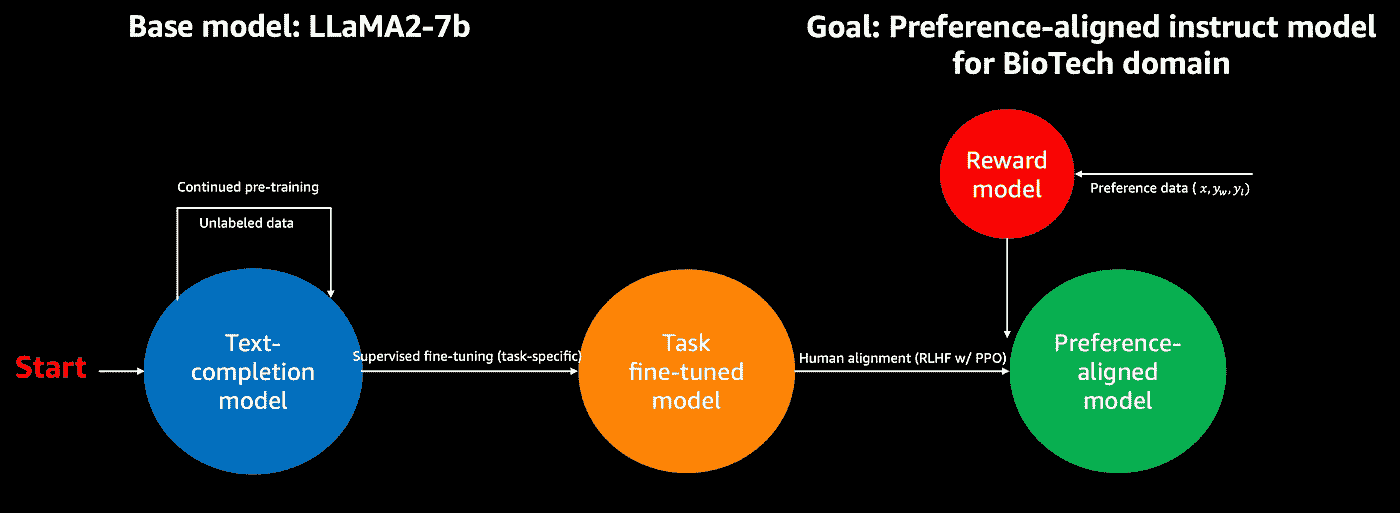 Base model: LLaMA2-7b
Goal: Preference-aligned instruct model
for BioTech domain
Reward
model
Preference data ( x, y_w, y_l)
Continued pre-training
Unlabeled data
Start
Text-
completion
model
Supervised fine-tuning (task-specific)
Task
fine-tuned
model
Human alignment (RLHF w/ PPO)
Preference-
aligned
model